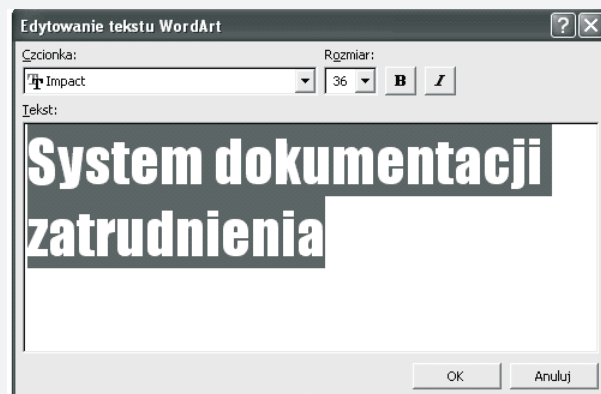 Edytowanie tekstu WordArt
Czcionka:
Rozmiar:
Impact
36
B
I
Tekst:
System dokumentacji
zatrudnienia
OK
Anuluj